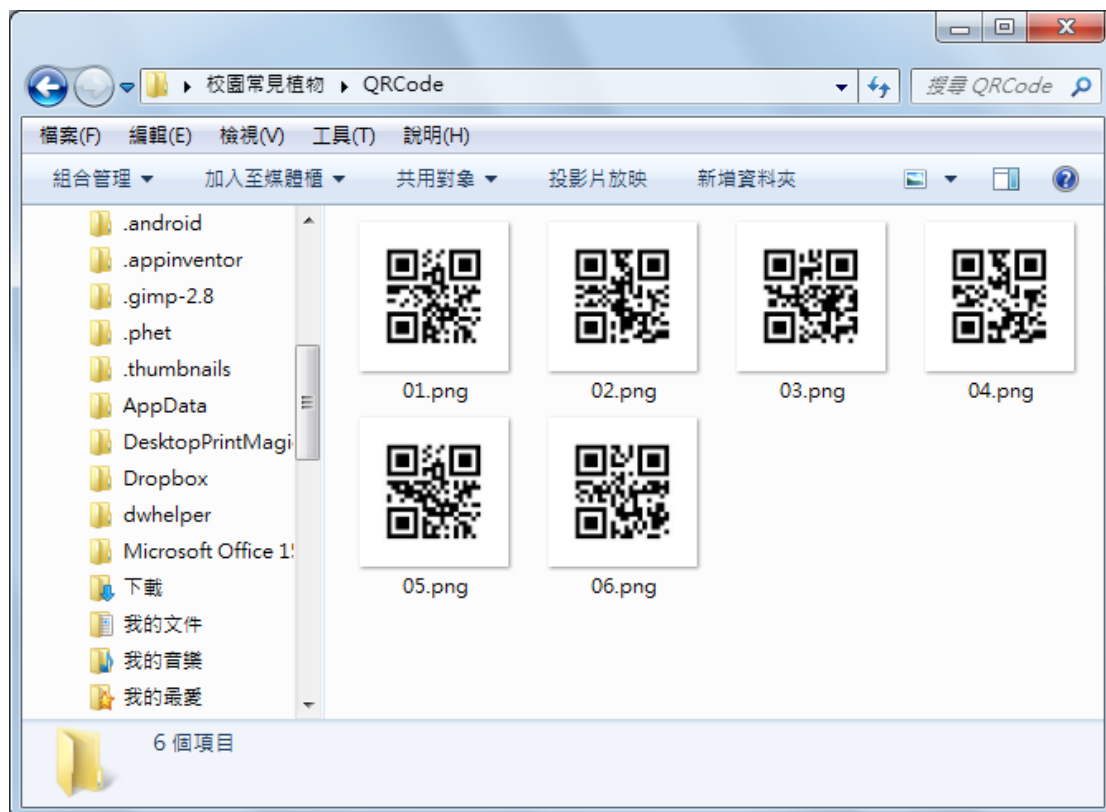 校園常見植物 ▸ QRCode
搜尋 QRCode
檔案(F) 編輯(E) 檢視(V) 工具(T) 說明(H)
組合管理 加入至媒體櫃 共用對象 投影片放映 新增資料夾
.android
.appinventor
.gimp-2.8
.phet
.thumbnails
AppData
DesktopPrintMagi
Dropbox
dwhelper
Microsoft Office 1
下載
我的文件
我的音樂
我的最愛
01.png 02.png 03.png 04.png
05.png 06.png
6 個項目